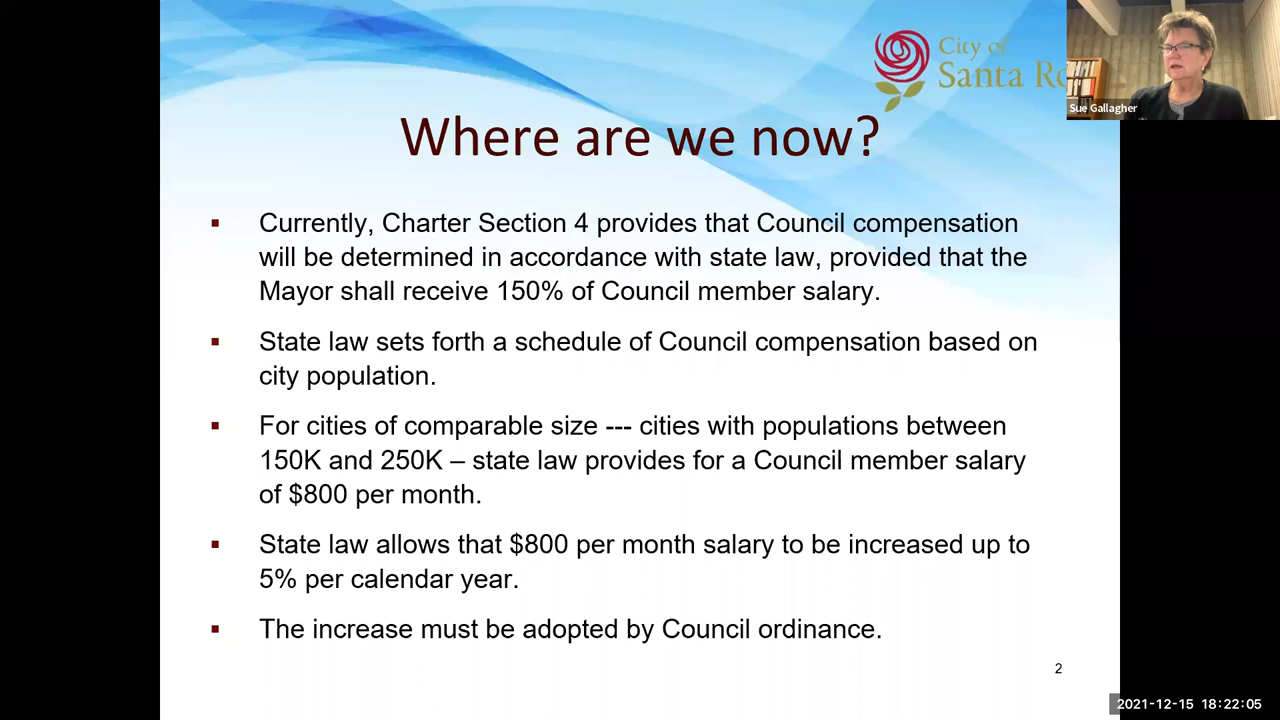 City of
Santa Ro
Sue Gallagher
Where are we now?
▪ Currently, Charter Section 4 provides that Council compensation
will be determined in accordance with state law, provided that the
Mayor shall receive 150% of Council member salary.
▪ State law sets forth a schedule of Council compensation based on
city population.
▪ For cities of comparable size --- cities with populations between
150K and 250K – state law provides for a Council member salary
of $800 per month.
▪ State law allows that $800 per month salary to be increased up to
5% per calendar year.
▪ The increase must be adopted by Council ordinance.
2
2021-12-15 18:22:05